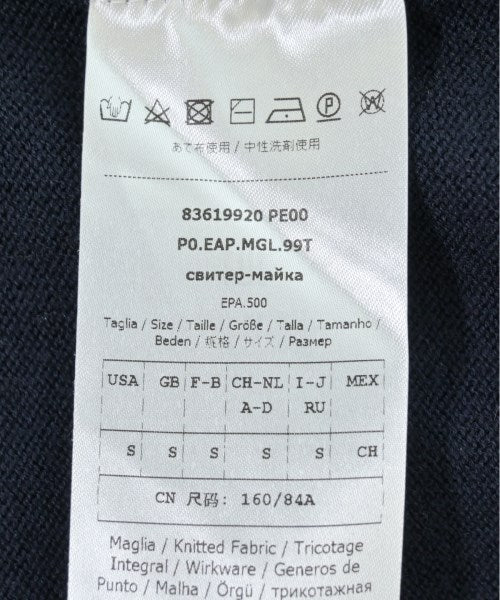 あて布使用 / 中性洗剤使用
83619920 PE00
P0.EAP.MGL.99T
свитер-майка
EPA.500
Taglia / Size / Taille / Größe / Talla / Tamanho /
Beden / 规格 / サイズ / Размер
USA GB F-B CH-NL I-J MEX
A-D RU
S S S S S CH
CN 尺码: 160/84A
Maglia / Knitted Fabric / Tricotage
Integral / Wirkware / Generos de
Punto / Malha / Örgü / трикотажная